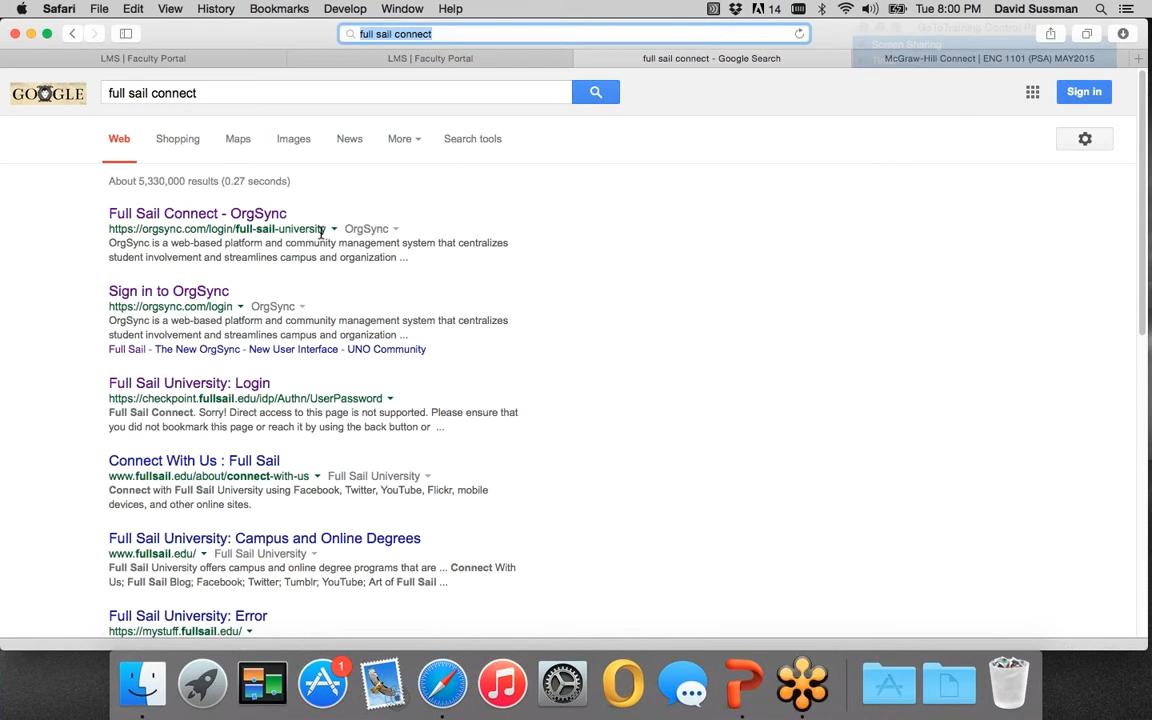 Safari File Edit View History Bookmarks Develop Window Help 14 Tue 8:00 PM David Sussman
full sail connect
Screen Sharing
LMS | Faculty Portal LMS | Faculty Portal full sail connect - Google Search McGraw-Hill Connect | ENC 1101 (PSA) MAY2015
GOOGLE full sail connect Sign in
Web Shopping Maps Images News More Search tools
About 5,330,000 results (0.27 seconds)
Full Sail Connect - OrgSync
https://orgsync.com/login/full-sail-university OrgSync
OrgSync is a web-based platform and community management system that centralizes
student involvement and streamlines campus and organization ...
Sign in to OrgSync
https://orgsync.com/login OrgSync
OrgSync is a web-based platform and community management system that centralizes
student involvement and streamlines campus and organization ...
Full Sail - The New OrgSync - New User Interface - UNO Community
Full Sail University: Login
https://checkpoint.fullsail.edu/idp/Authn/UserPassword
Full Sail Connect. Sorry! Direct access to this page is not supported. Please ensure that
you did not bookmark this page or reach it by using the back button or ...
Connect With Us : Full Sail
www.fullsail.edu/about/connect-with-us Full Sail University
Connect with Full Sail University using Facebook, Twitter, YouTube, Flickr, mobile
devices, and other online sites.
Full Sail University: Campus and Online Degrees
www.fullsail.edu/ Full Sail University
Full Sail University offers campus and online degree programs that are ... Connect With
Us; Full Sail Blog; Facebook; Twitter; Tumblr; YouTube; Art of Full Sail ...
Full Sail University: Error
https://mystuff.fullsail.edu/
1